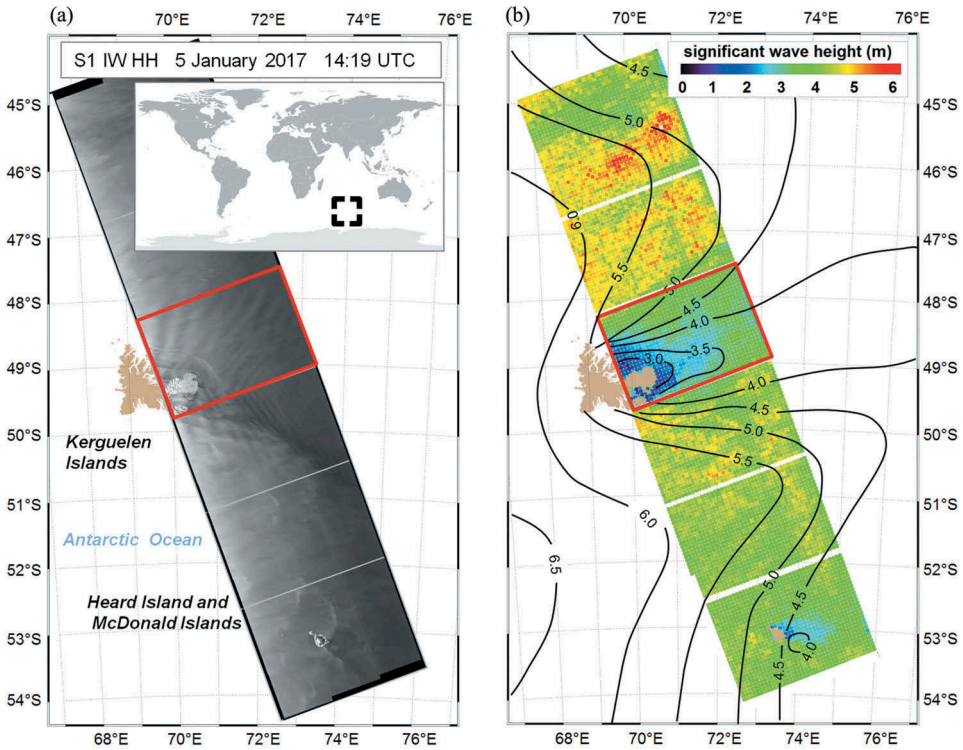 (a)
70°E 72°E 74°E 76°E
S1 IW HH 5 January 2017 14:19 UTC
45°S
46°S
47°S
48°S
49°S
50°S
51°S
52°S
53°S
54°S
Kerguelen
Islands
Antarctic Ocean
Heard Island and
McDonald Islands
68°E 70°E 72°E 74°E 76°E
(b)
70°E 72°E 74°E 76°E
significant wave height (m)
0 1 2 3 4 5 6
4.5
5.0
6.0
5.5
5.0
4.5
4.0
3.5
3.0
4.0
4.5
5.0
5.5
6.0
6.5
5.0
4.5
4.0
4.5
45°S
46°S
47°S
48°S
49°S
50°S
51°S
52°S
53°S
54°S
68°E 70°E 72°E 74°E 76°E